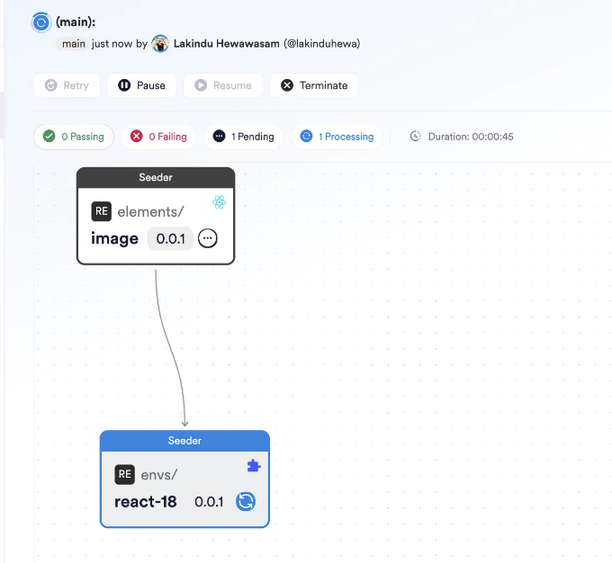 (main):
main just now by Lakindu Hewawasam (@lakinduhewa)
Retry Pause Resume Terminate
0 Passing 0 Failing 1 Pending 1 Processing Duration: 00:00:45
Seeder
RE elements/
image 0.0.1
Seeder
RE envs/
react-18 0.0.1